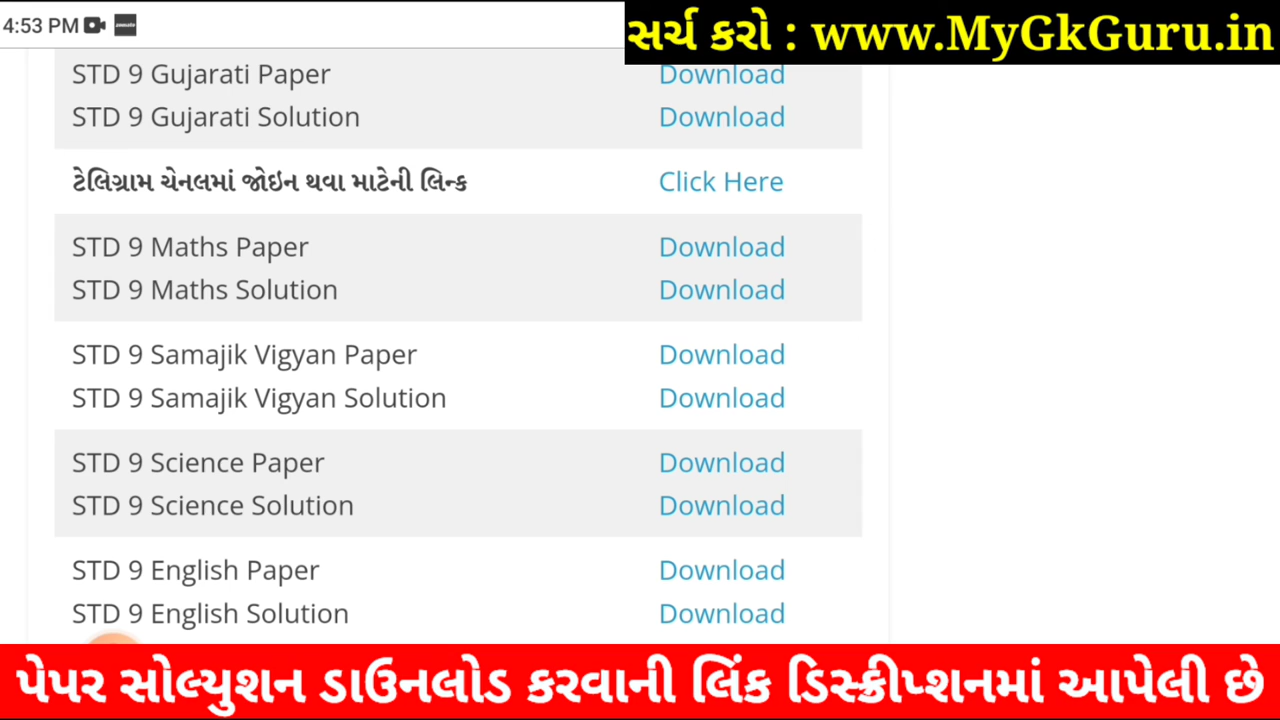 4:53 PM
સર્ચ કરો : www.MyGkGuru.in
STD 9 Gujarati Paper Download
STD 9 Gujarati Solution Download
ટેલિગ્રામ ચેનલમાં જોઇન થવા માટેની લિન્ક Click Here
STD 9 Maths Paper Download
STD 9 Maths Solution Download
STD 9 Samajik Vigyan Paper Download
STD 9 Samajik Vigyan Solution Download
STD 9 Science Paper Download
STD 9 Science Solution Download
STD 9 English Paper Download
STD 9 English Solution Download
પેપર સોલ્યુશન ડાઉનલોડ કરવાની લિંક ડિસ્ક્રીપ્શનમાં આપેલી છે